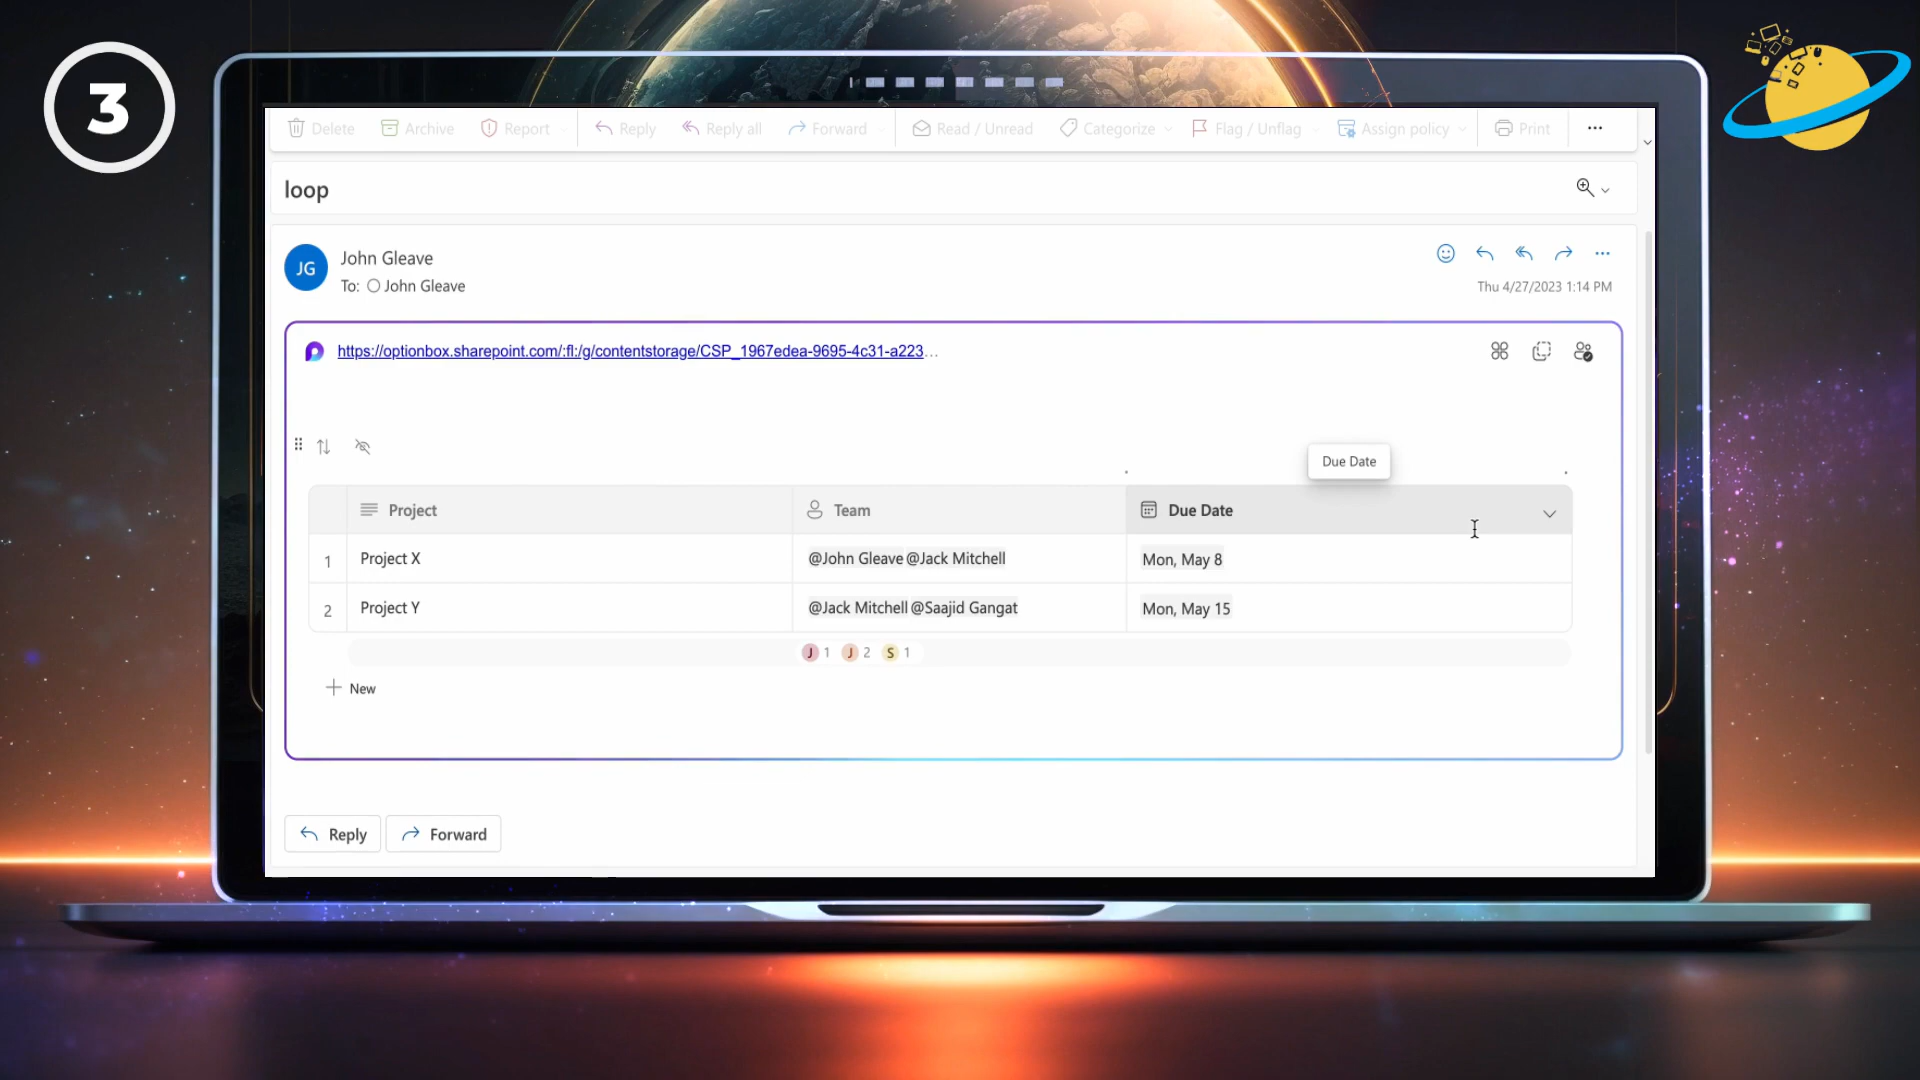 3
Delete Archive Report Reply Reply all Forward Read / Unread Categorize Flag / Unflag Assign policy Print
loop
JG John Gleave
To: John Gleave
Thu 4/27/2023 1:14 PM
https://optionbox.sharepoint.com/:fl:/g/contentstorage/CSP_1967edea-9695-4c31-a223...
Due Date
Project Team Due Date
1 Project X @John Gleave @Jack Mitchell Mon, May 8
2 Project Y @Jack Mitchell @Saajid Gangat Mon, May 15
J 1 J 2 S 1
New
Reply Forward